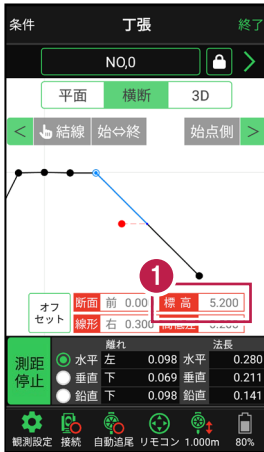 条件 丁張 終了
NO,0 >
平面 横断 3D
< 結線 始⇔終 始点側 >
1
オフセット 断面 前 0.00 標高 5.200
線形 右 0.300
離れ 法長
測距停止 水平 左 0.098 水平 0.280
垂直 下 0.069 垂直 0.211
鉛直 下 0.098 鉛直 0.141
観測設定 接続 自動追尾 リモコン 1.000m 80%